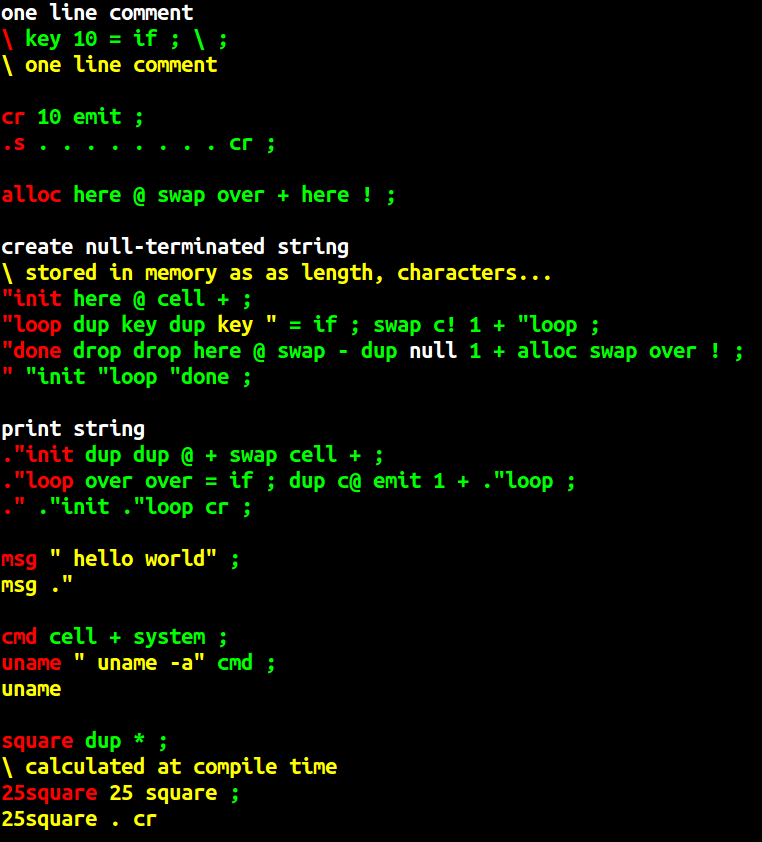 one line comment
\ key 10 = if ; \ ;
\ one line comment
cr 10 emit ;
.s . . . . . . . . cr ;
alloc here @ swap over + here ! ;
create null-terminated string
\ stored in memory as as length, characters...
"init here @ cell + ;
"loop dup key dup key " = if ; swap c! 1 + "loop ;
"done drop drop here @ swap - dup null 1 + alloc swap over ! ;
" "init "loop "done ;
print string
."init dup dup @ + swap cell + ;
."loop over over = if ; dup c@ emit 1 + ."loop ;
." ."init ."loop cr ;
msg " hello world" ;
msg ."
cmd cell + system ;
uname " uname -a" cmd ;
uname
square dup * ;
\ calculated at compile time
25square 25 square ;
25square . cr